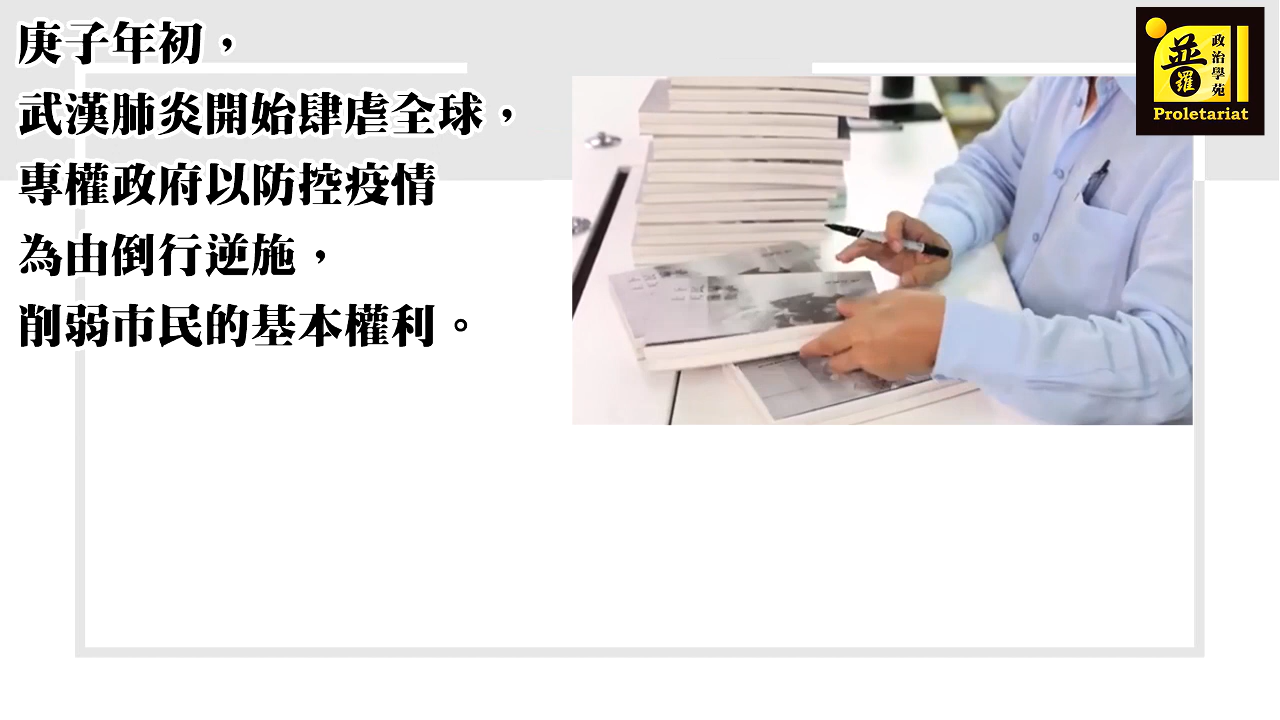 庚子年初，
武漢肺炎開始肆虐全球，
專權政府以防控疫情
為由倒行逆施，
削弱市民的基本權利。
普羅
政治學苑
Proletariat